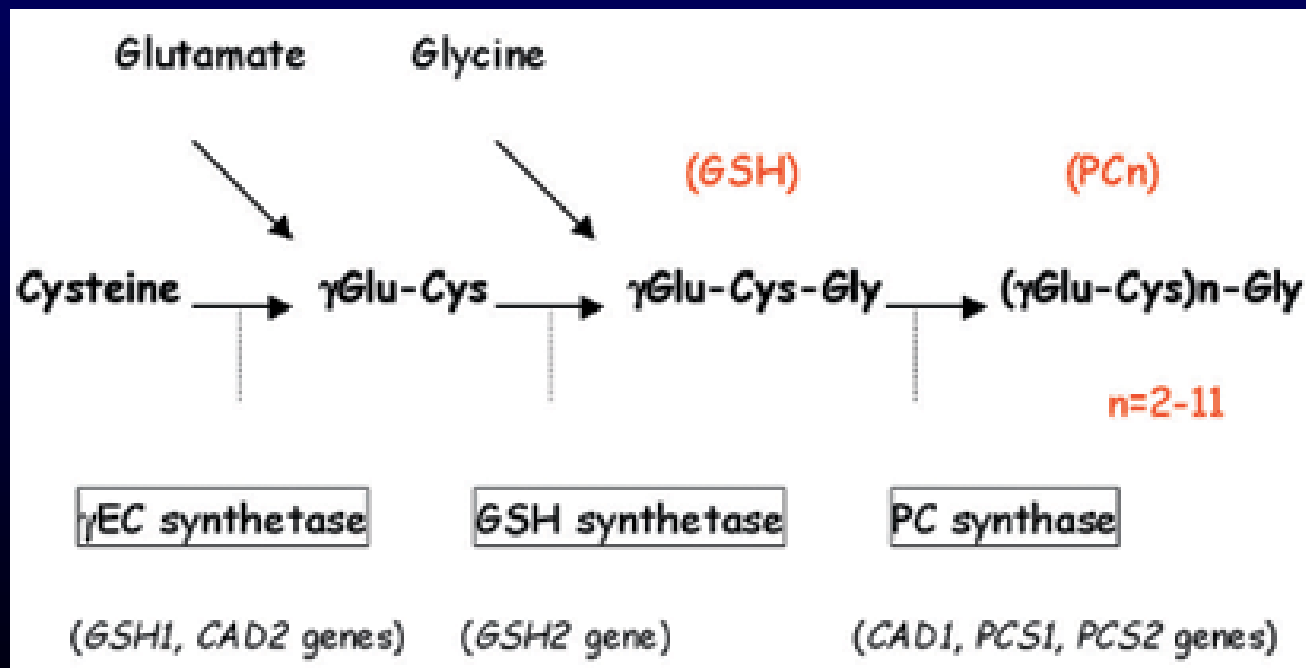 Glutamate Glycine
(GSH) (PCn)
Cysteine γGlu-Cys γGlu-Cys-Gly (γGlu-Cys)n-Gly
n=2-11
γEC synthetase GSH synthetase PC synthase
(GSH1, CAD2 genes) (GSH2 gene) (CAD1, PCS1, PCS2 genes)